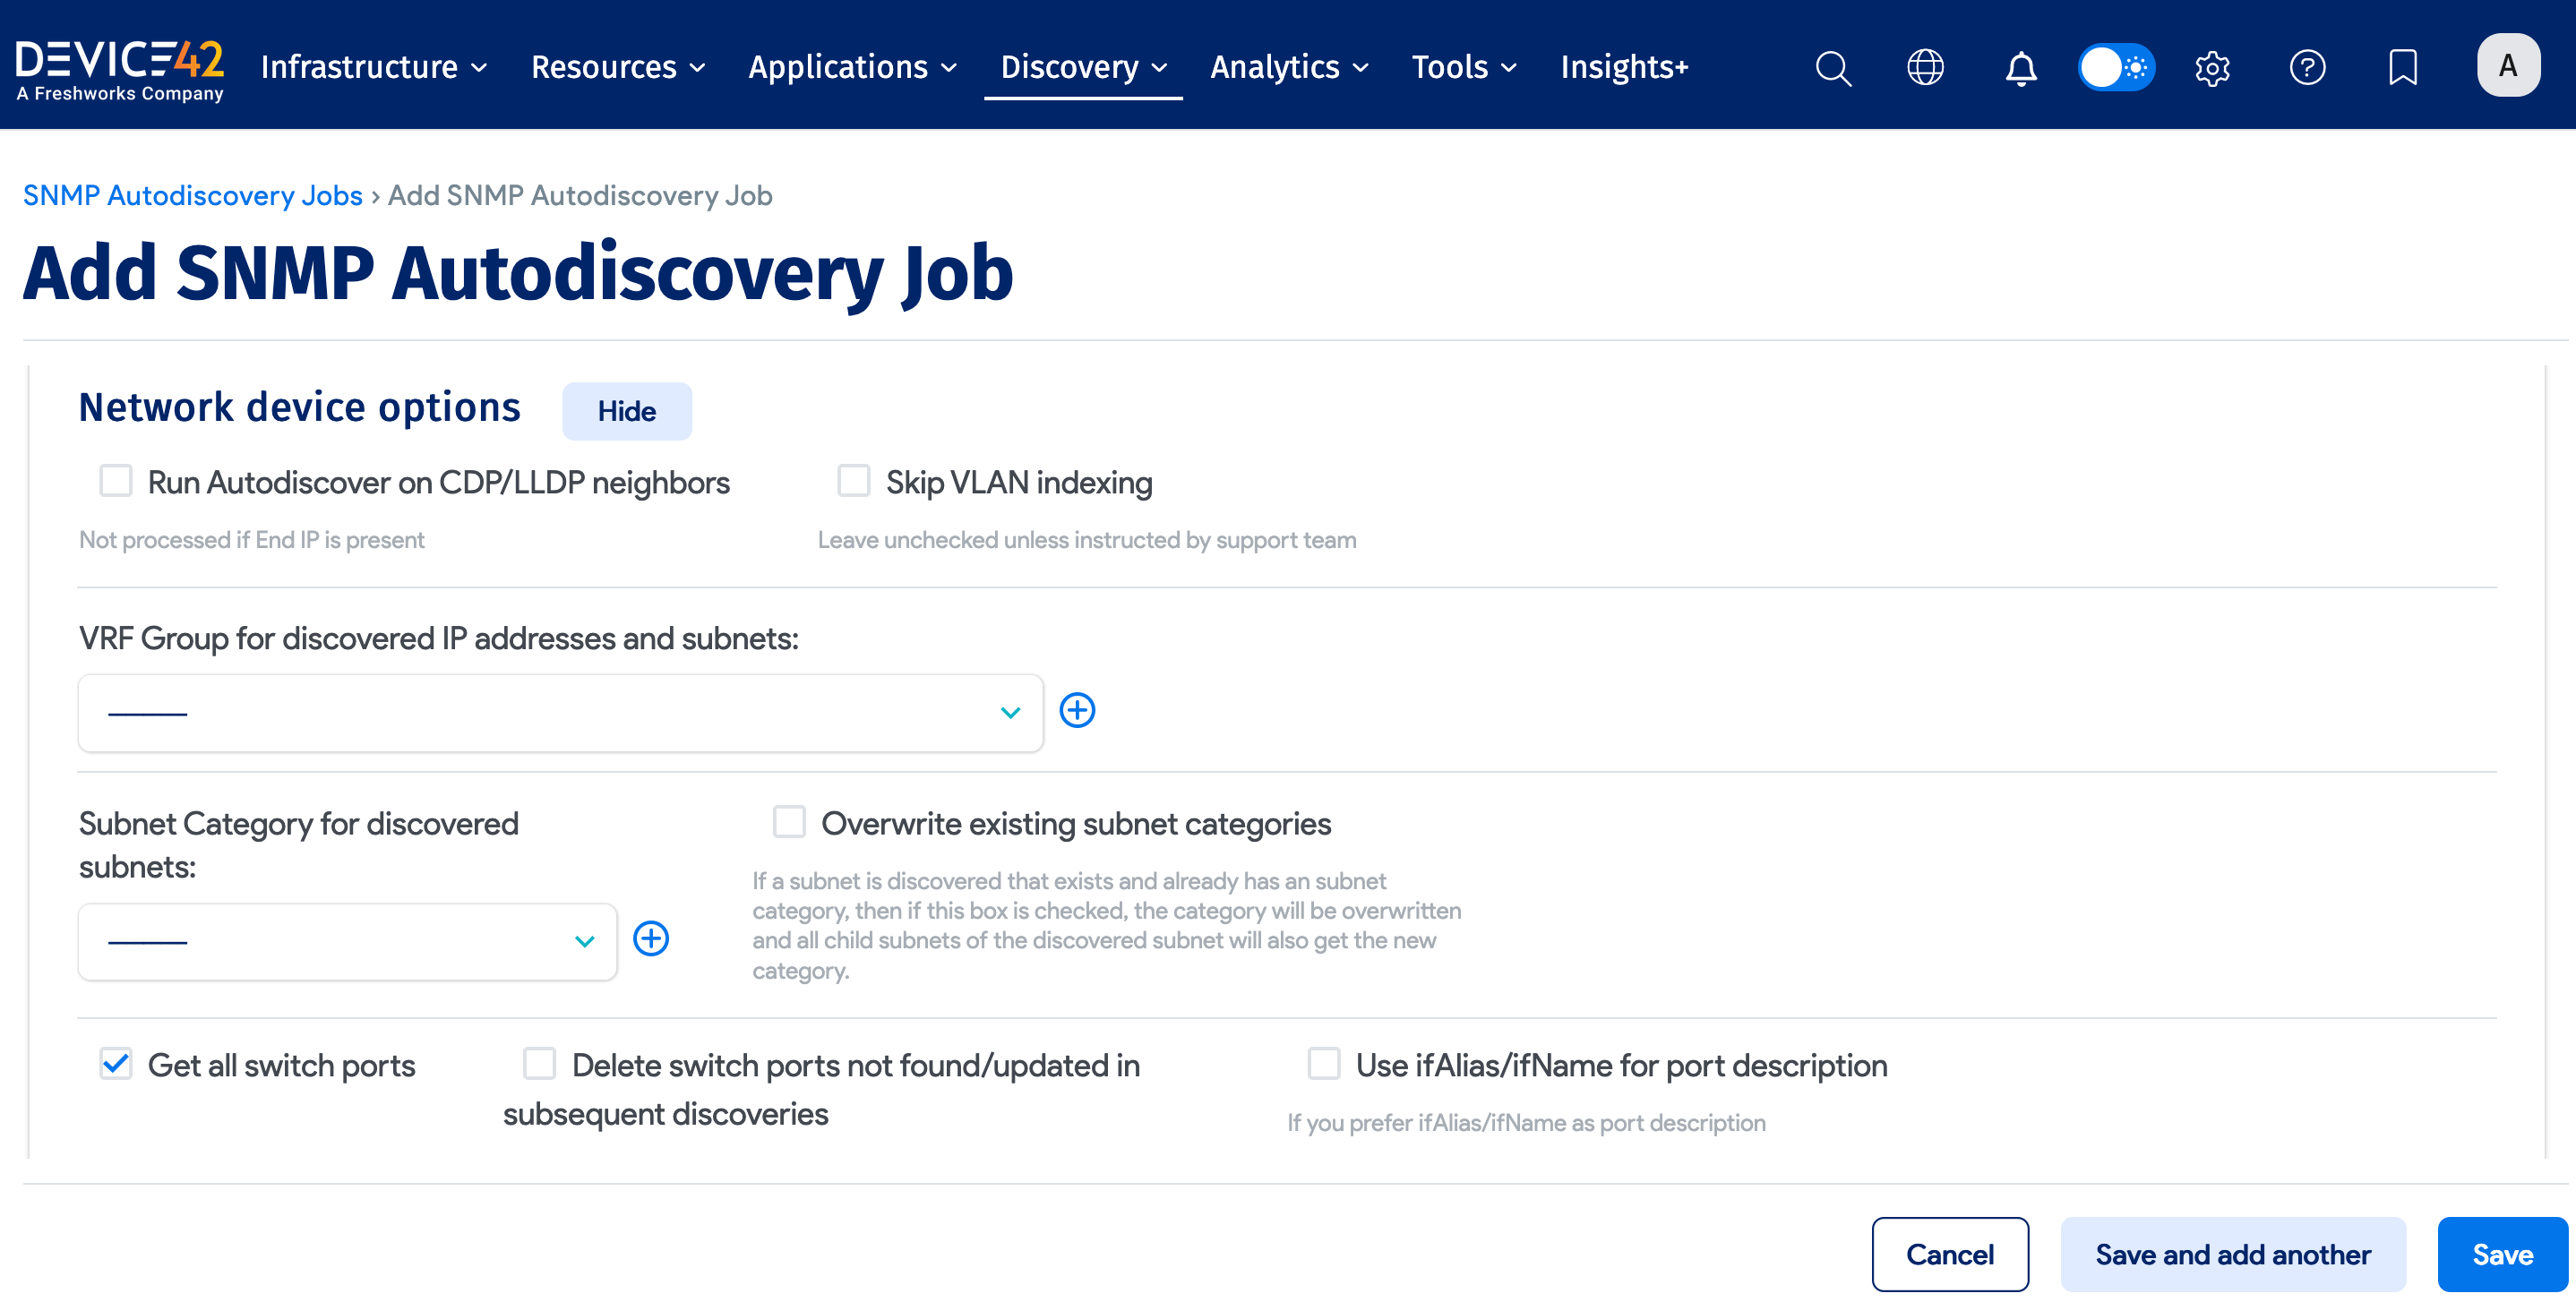 DEVICE42
A Freshworks Company
Infrastructure
Resources
Applications
Discovery
Analytics
Tools
Insights+
A
SNMP Autodiscovery Jobs › Add SNMP Autodiscovery Job
Add SNMP Autodiscovery Job
Network device options
Hide
Run Autodiscover on CDP/LLDP neighbors
Not processed if End IP is present
Skip VLAN indexing
Leave unchecked unless instructed by support team
VRF Group for discovered IP addresses and subnets:
Subnet Category for discovered
subnets:
Overwrite existing subnet categories
If a subnet is discovered that exists and already has an subnet
category, then if this box is checked, the category will be overwritten
and all child subnets of the discovered subnet will also get the new
category.
Get all switch ports
Delete switch ports not found/updated in
subsequent discoveries
Use ifAlias/ifName for port description
If you prefer ifAlias/ifName as port description
Cancel
Save and add another
Save